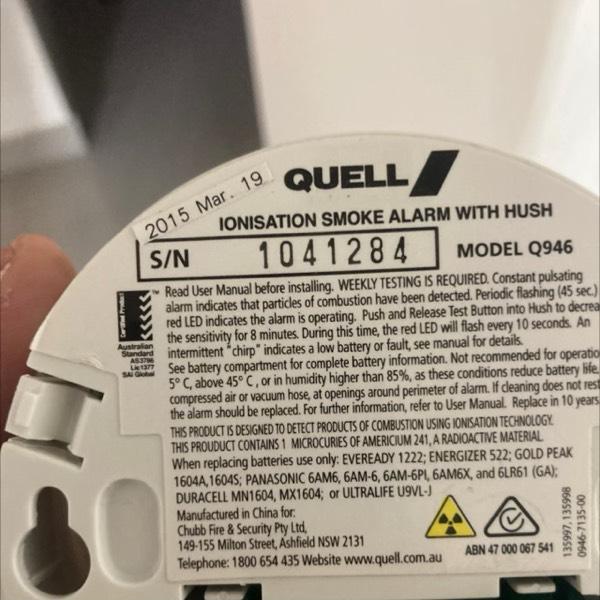 QUELL
2015 Mar. 19
IONISATION SMOKE ALARM WITH HUSH
S/N 1041284 MODEL Q946
Read User Manual before installing. WEEKLY TESTING IS REQUIRED. Constant pulsating
alarm indicates that particles of combustion have been detected. Periodic flashing (45 sec.)
red LED indicates the alarm is operating. Push and Release Test Button into Hush to decrea
the sensitivity for 8 minutes. During this time, the red LED will flash every 10 seconds. An
intermittent "chirp" indicates a low battery or fault, see manual for details.
See battery compartment for complete battery information. Not recommended for operatio
5° C, above 45° C, or in humidity higher than 85%, as these conditions reduce battery life.
compressed air or vacuum hose, at openings around perimeter of alarm. If cleaning does not rest
the alarm should be replaced. For further information, refer to User Manual. Replace in 10 years
THIS PRODUCT IS DESIGNED TO DETECT PRODUCTS OF COMBUSTION USING IONISATION TECHNOLOGY.
THIS PROUDUCT CONTAINS 1 MICROCURIES OF AMERICIUM 241, A RADIOACTIVE MATERIAL.
When replacing batteries use only: EVEREADY 1222; ENERGIZER 522; GOLD PEAK
1604A,1604S; PANASONIC 6AM6, 6AM-6, 6AM-6PI, 6AM6X, and 6LR61 (GA);
DURACELL MN1604, MX1604; or ULTRALIFE U9VL-J
Manufactured in China for:
Chubb Fire & Security Pty Ltd,
149-155 Milton Street, Ashfield NSW 2131
Telephone: 1800 654 435 Website www.quell.com.au
ABN 47 000 067 541
135997, 135998
0946-7135-00
Certified Product
TM
Australian
Standard
AS3786
Lic1377
SAI Global